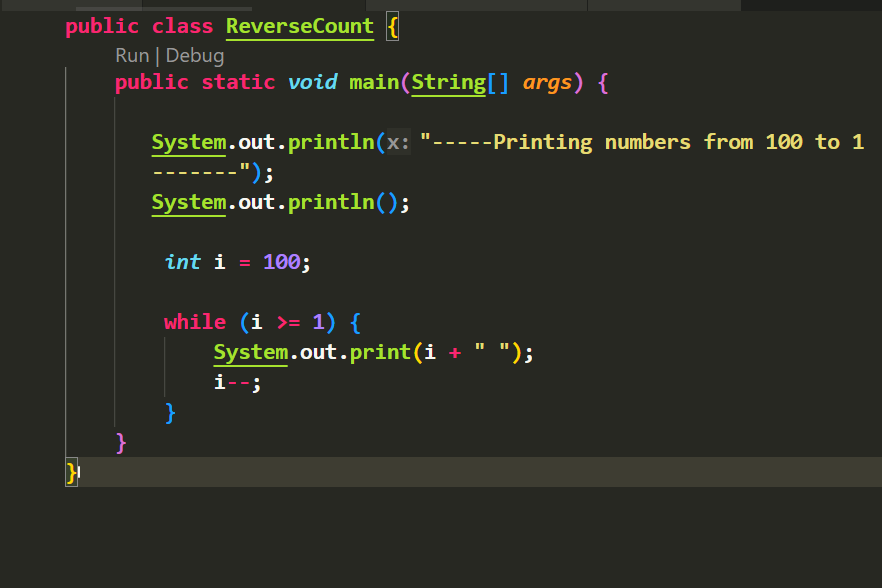 public class ReverseCount {
Run | Debug
public static void main(String[] args) {
System.out.println(x: "-----Printing numbers from 100 to 1
-------");
System.out.println();
int i = 100;
while (i >= 1) {
System.out.print(i + " ");
i--;
}
}
}